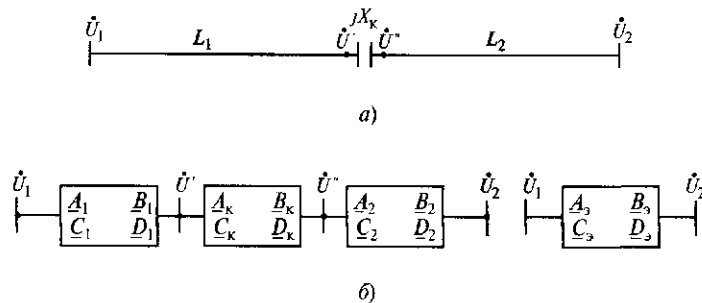 jXк
U̇1 L1 U̇' U̇" L2 U̇2
а)
U̇1 A1 B1 U̇' Aк Bк U̇" A2 B2 U̇2 U̇1 Aэ Bэ U̇2
C1 D1 Cк Dк C2 D2 Cэ Dэ
б)